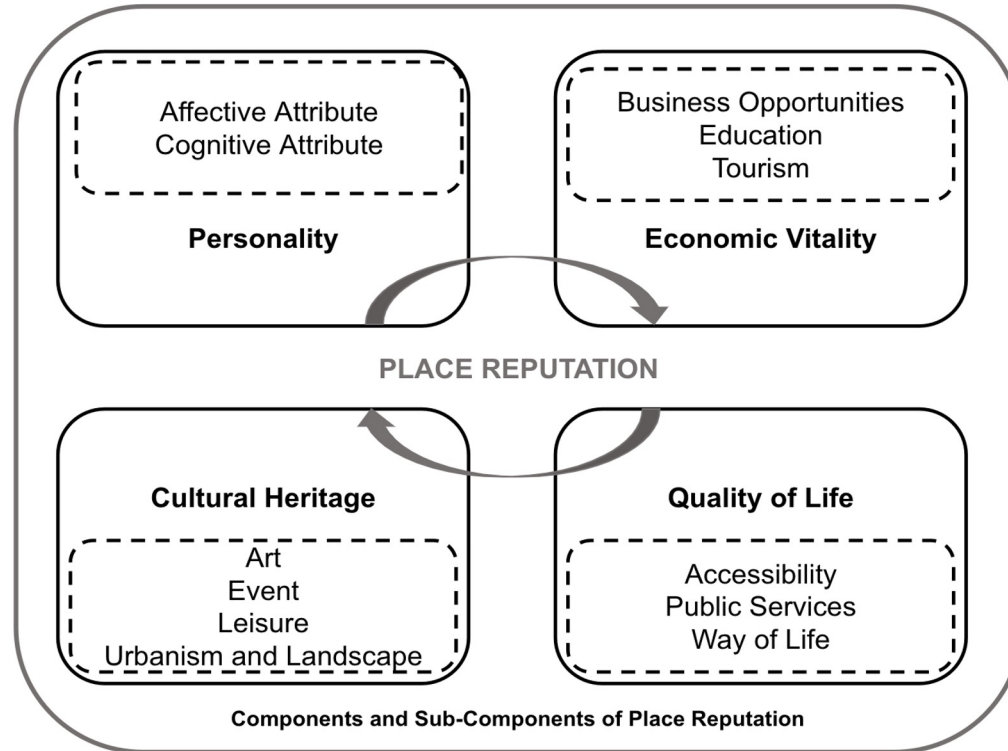 Affective Attribute
Cognitive Attribute
Personality
Business Opportunities
Education
Tourism
Economic Vitality
PLACE REPUTATION
Cultural Heritage
Art
Event
Leisure
Urbanism and Landscape
Quality of Life
Accessibility
Public Services
Way of Life
Components and Sub-Components of Place Reputation